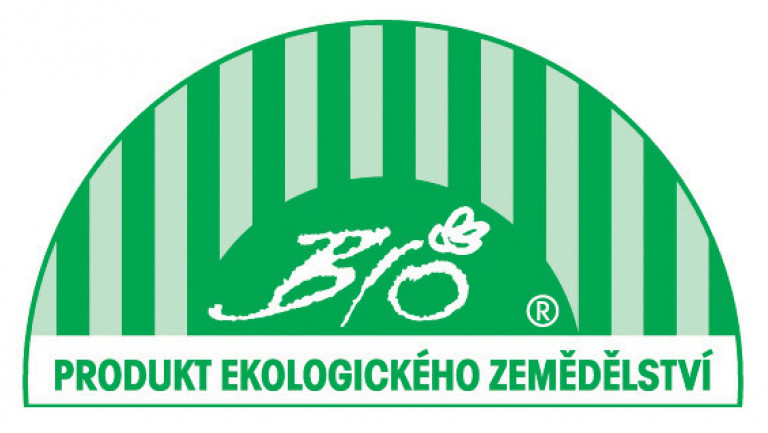 Bio
®
PRODUKT EKOLOGICKÉHO ZEMĚDĚLSTVÍ